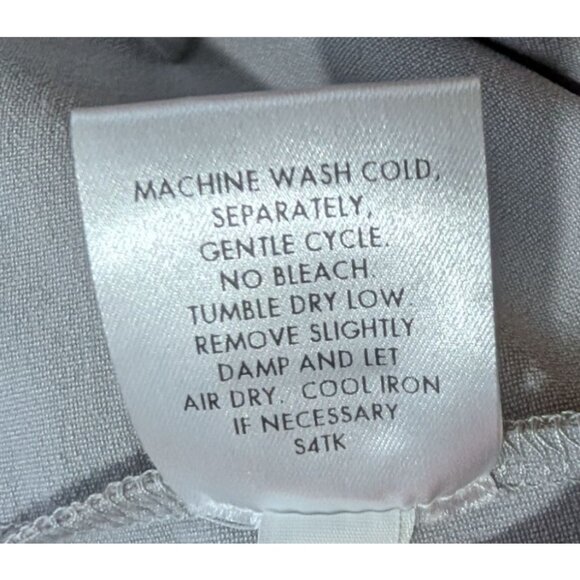 MACHINE WASH COLD,
SEPARATELY,
GENTLE CYCLE.
NO BLEACH.
TUMBLE DRY LOW.
REMOVE SLIGHTLY
DAMP AND LET
AIR DRY. COOL IRON
IF NECESSARY
S4TK